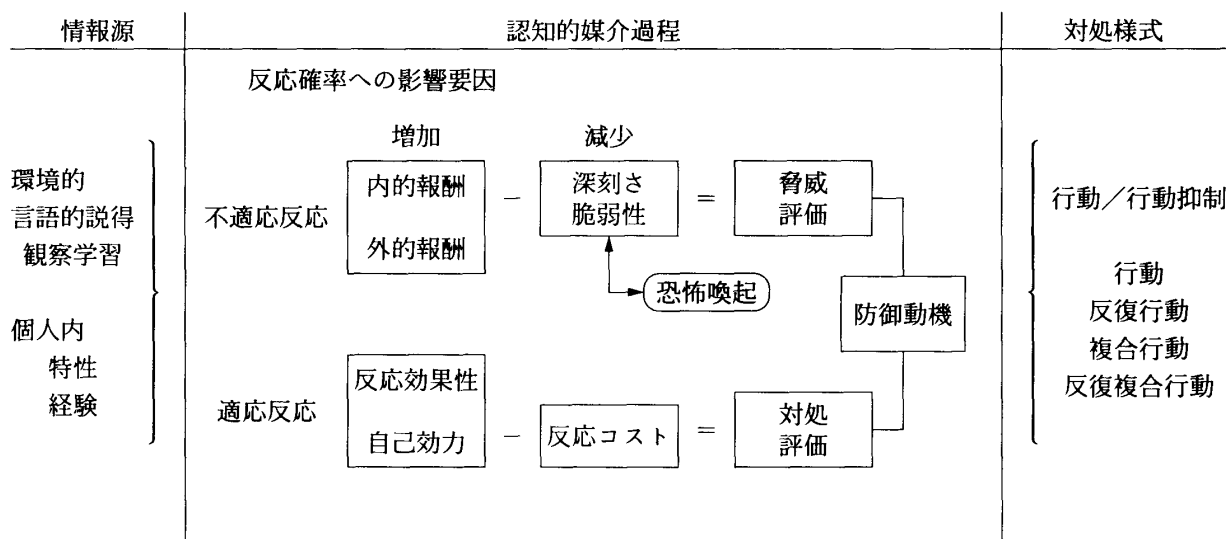 情報源
認知的媒介過程
対処様式
反応確率への影響要因
増加
減少
環境的
言語的説得
観察学習
個人内
特性
経験
不適応反応
内的報酬
外的報酬
−
深刻さ
脆弱性
=
脅威
評価
恐怖喚起
防御動機
適応反応
反応効果性
自己効力
−
反応コスト
=
対処
評価
行動／行動抑制
行動
反復行動
複合行動
反復複合行動